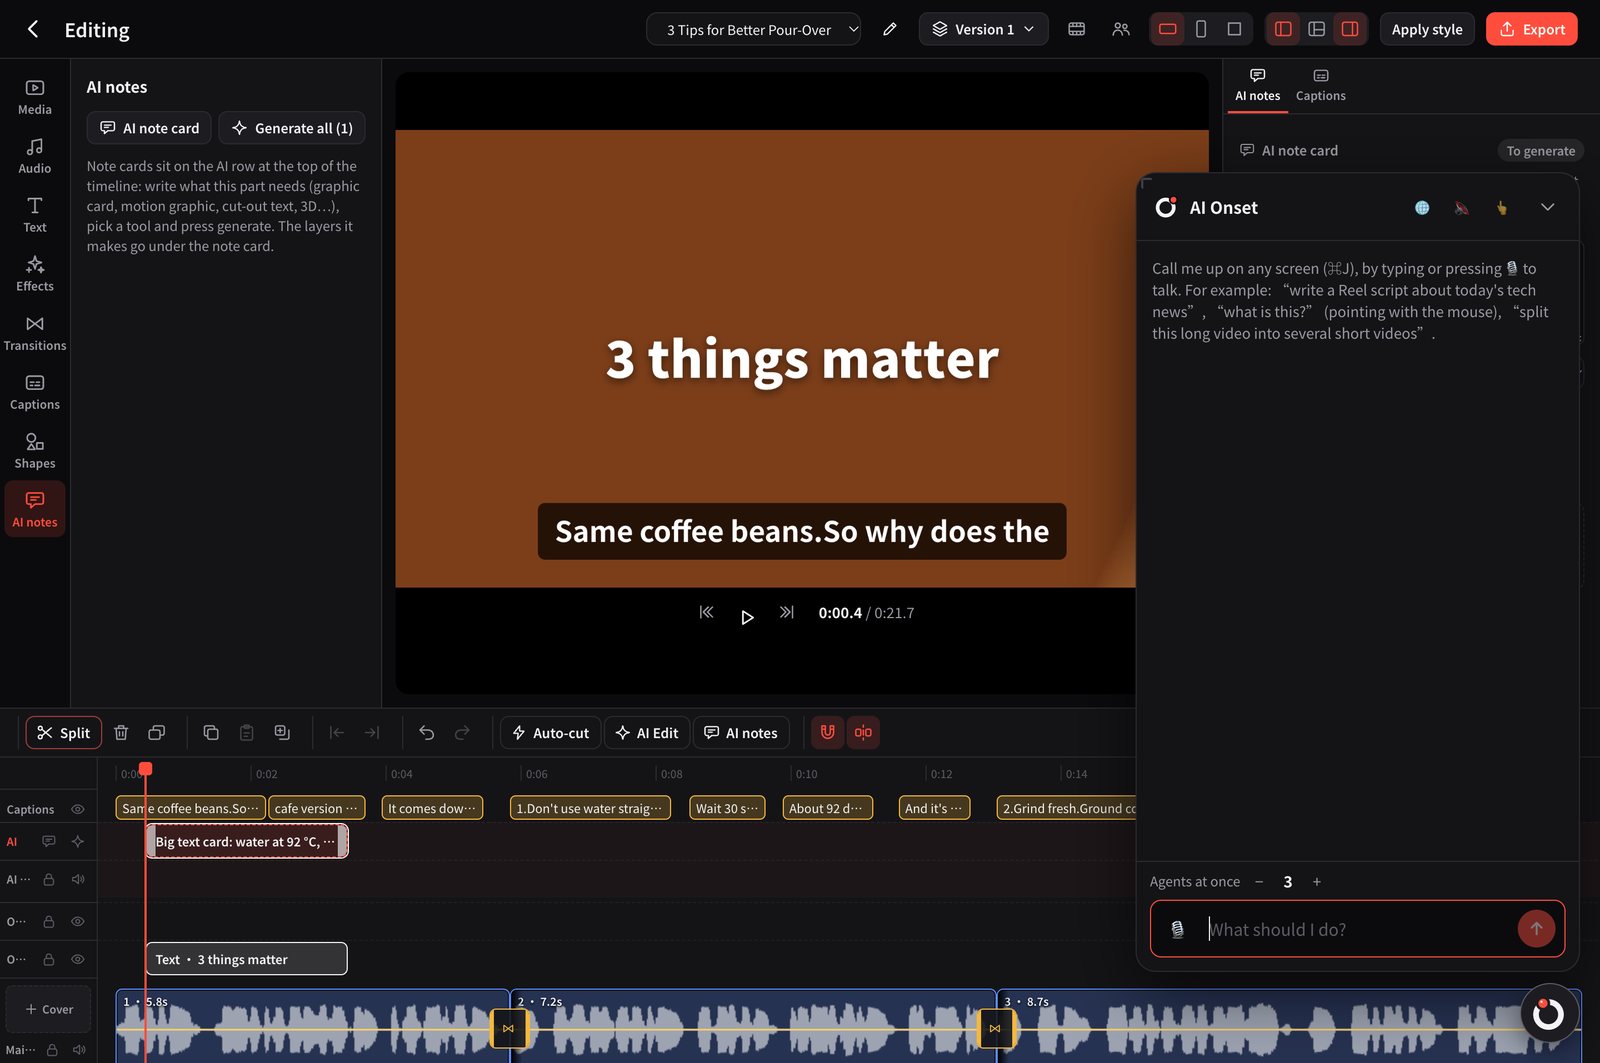 Editing
3 Tips for Better Pour-Over
Version 1
Apply style
Export
Media
Audio
Text
Effects
Transitions
Captions
Shapes
AI notes
AI notes
AI note card
Generate all (1)
Note cards sit on the AI row at the top of the
timeline: write what this part needs (graphic
card, motion graphic, cut-out text, 3D…),
pick a tool and press generate. The layers it
makes go under the note card.
3 things matter
Same coffee beans.So why does the
0:00.4 / 0:21.7
AI notes
Captions
AI note card
To generate
AI Onset
Call me up on any screen (⌘J), by typing or pressing 🎙 to
talk. For example: “write a Reel script about today's tech
news”, “what is this?” (pointing with the mouse), “split
this long video into several short videos”.
Agents at once − 3 +
What should I do?
Split
Auto-cut
AI Edit
AI notes
0:00
0:02
0:04
0:06
0:08
0:10
0:12
0:14
Captions
Same coffee beans.So…
cafe version …
It comes dow…
1.Don't use water straig…
Wait 30 s…
About 92 d…
And it's …
2.Grind fresh.Ground co
AI
Big text card: water at 92 °C, …
AI …
O…
O…
Text • 3 things matter
+ Cover
1 • 5.8s
2 • 7.2s
3 • 8.7s
Mai…